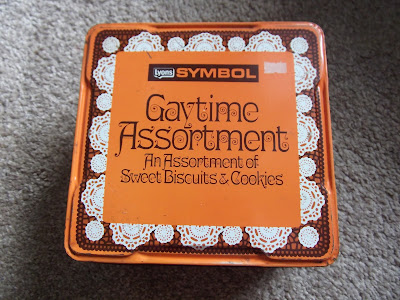 Lyons SYMBOL
Gaytime
Assortment
An Assortment of
Sweet Biscuits & Cookies